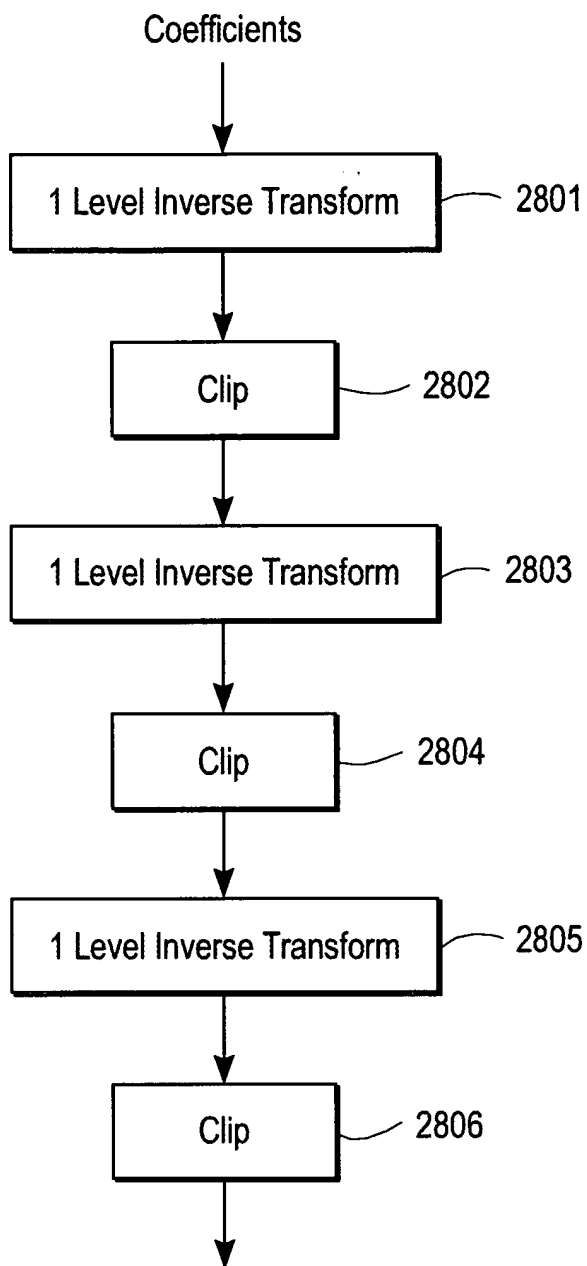 Coefficients
1 Level Inverse Transform 2801
Clip 2802
1 Level Inverse Transform 2803
Clip 2804
1 Level Inverse Transform 2805
Clip 2806